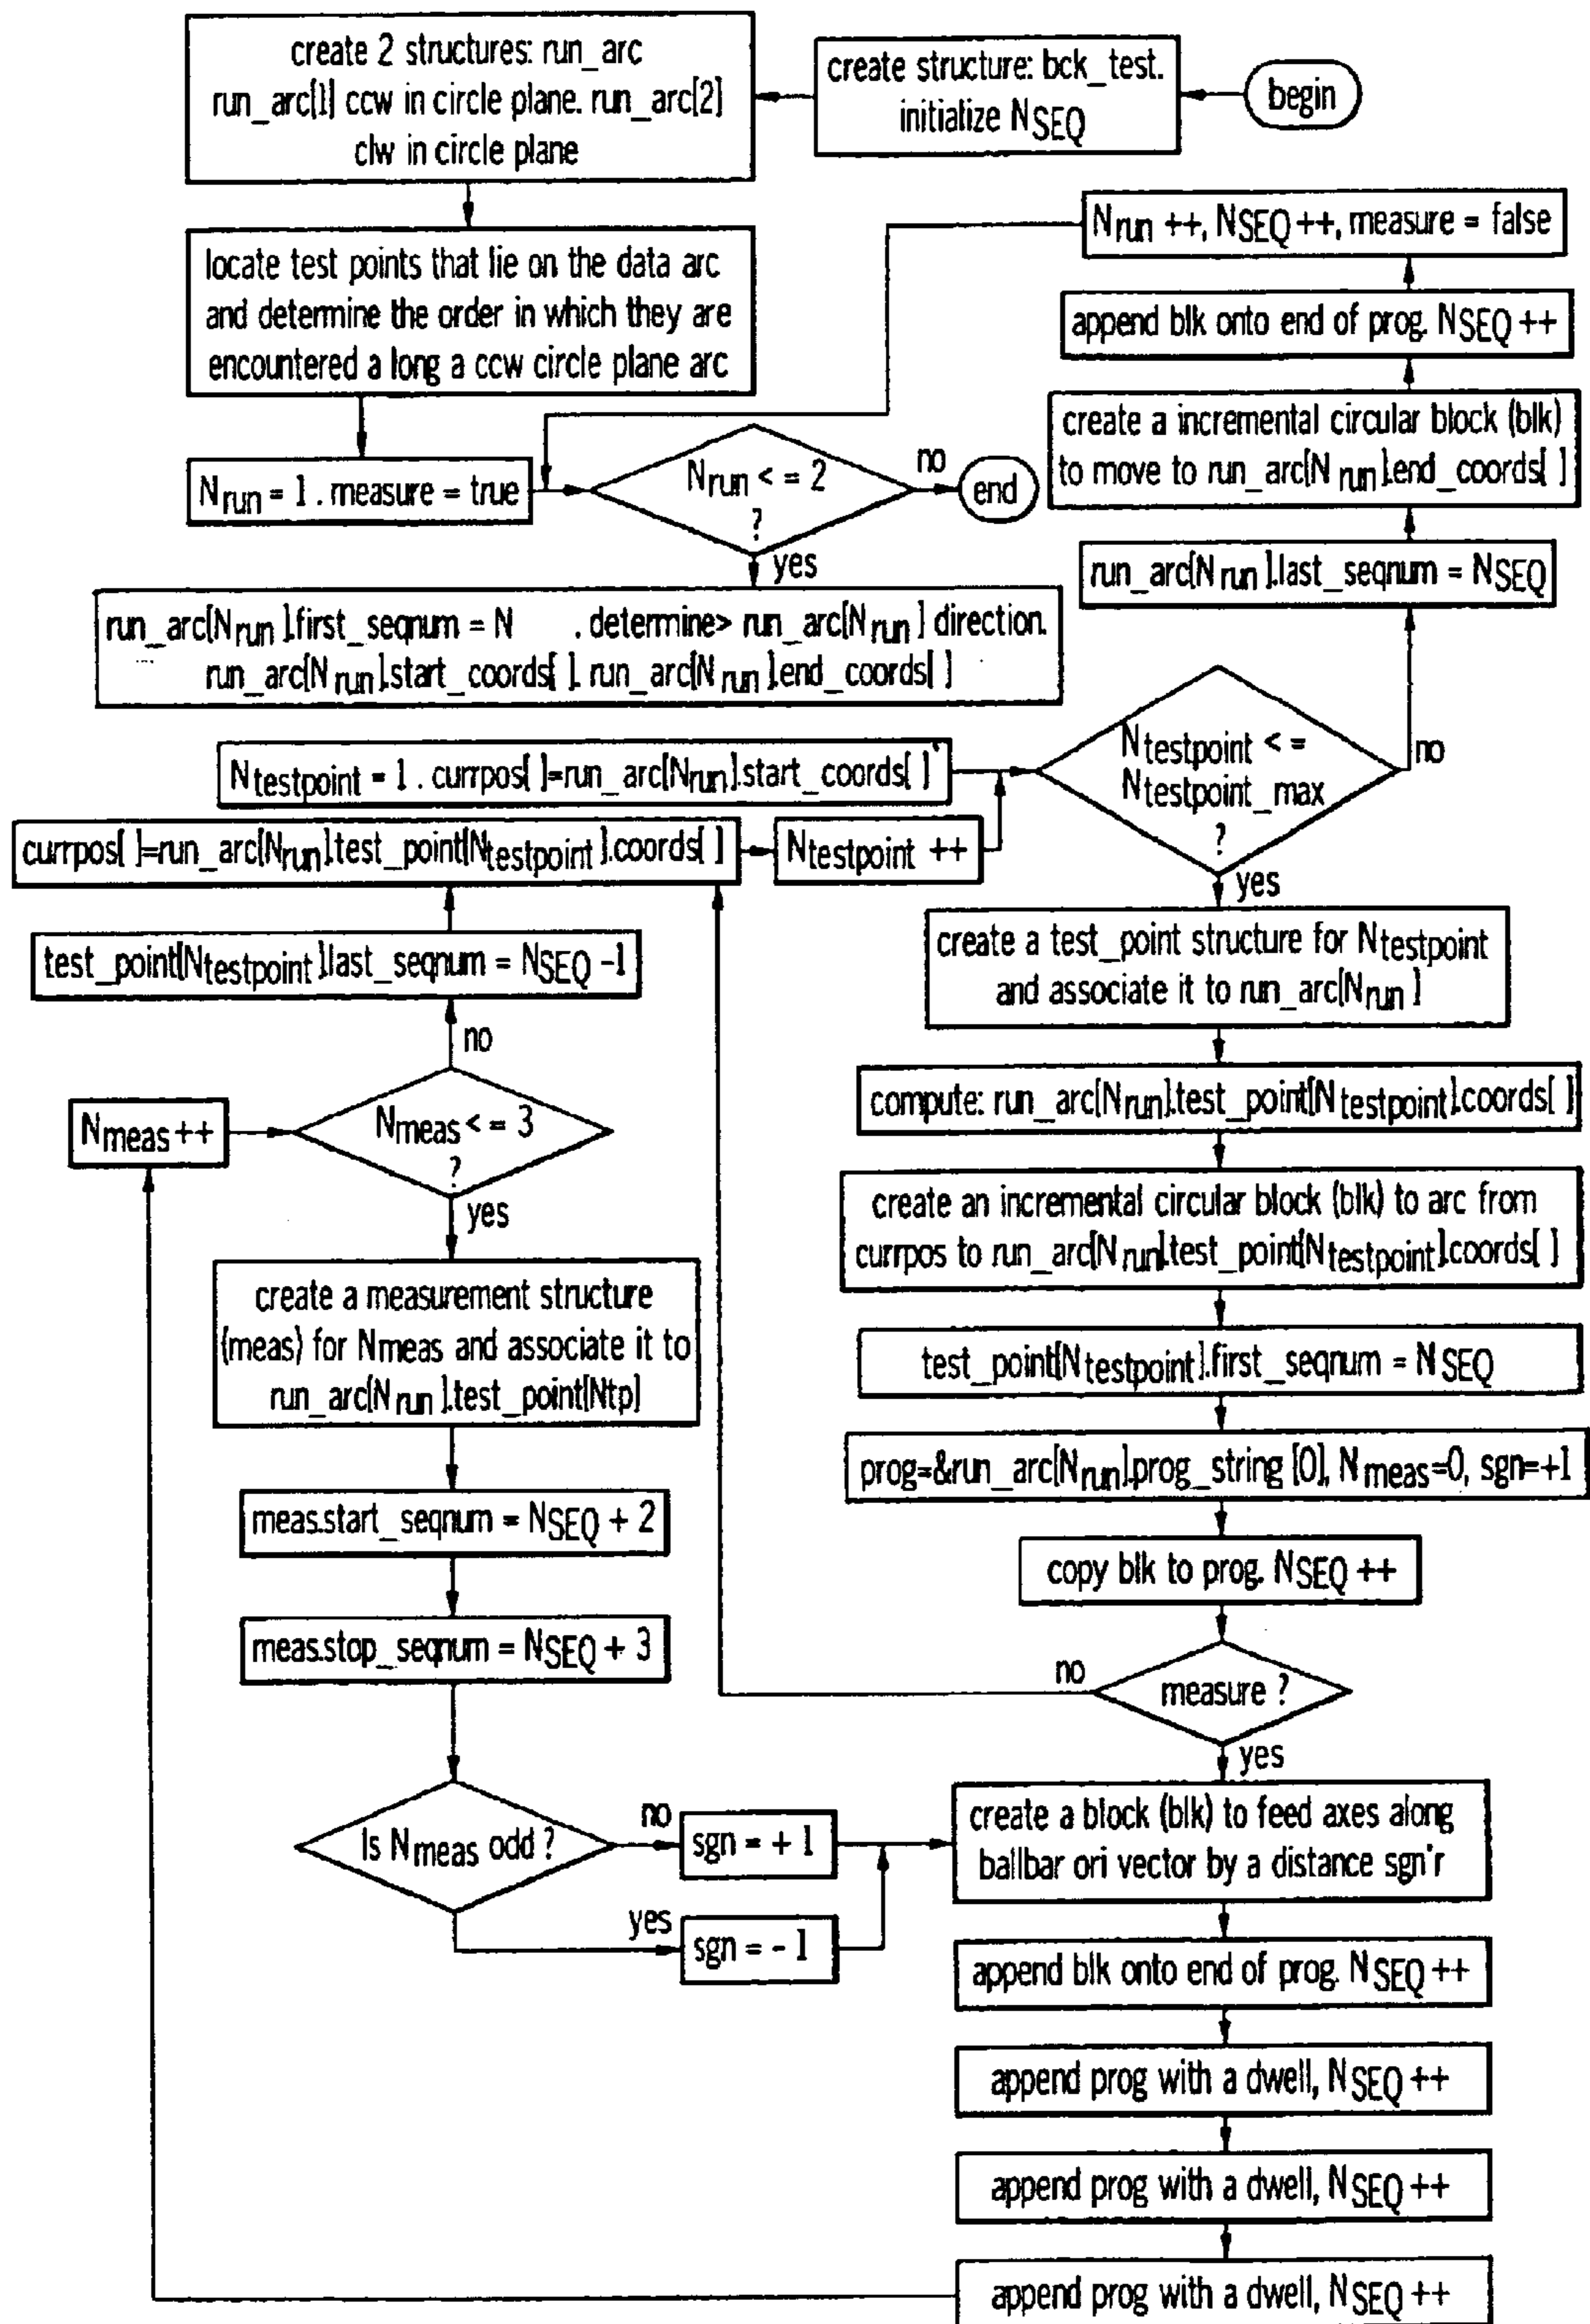 begin
create structure: bck_test.
initialize NSEQ
create 2 structures: run_arc
run_arc[1] ccw in circle plane. run_arc[2]
clw in circle plane
locate test points that lie on the data arc
and determine the order in which they are
encountered a long a ccw circle plane arc
Nrun = 1 . measure = true
Nrun < = 2
?
no
end
yes
run_arc[Nrun].first_seqnum = N . determine> run_arc[Nrun] direction.
run_arc[Nrun].start_coords[ ]. run_arc[Nrun].end_coords[ ]
Ntestpoint = 1 . currpos[ ]=run_arc[Nrun].start_coords[ ]
Ntestpoint < =
Ntestpoint_max
?
no
run_arc[Nrun].last_seqnum = NSEQ
create a incremental circular block (blk)
to move to run_arc[Nrun].end_coords[ ]
append blk onto end of prog. NSEQ ++
Nrun ++, NSEQ ++, measure = false
yes
create a test_point structure for Ntestpoint
and associate it to run_arc[Nrun]
compute: run_arc[Nrun].test_point[Ntestpoint].coords[ ]
create an incremental circular block (blk) to arc from
currpos to run_arc[Nrun].test_point[Ntestpoint].coords[ ]
test_point[Ntestpoint].first_seqnum = NSEQ
prog=&run_arc[Nrun].prog_string [0], Nmeas=0, sgn=+1
copy blk to prog. NSEQ ++
measure ?
no
yes
create a block (blk) to feed axes along
ballbar ori vector by a distance sgn'r
append blk onto end of prog. NSEQ ++
append prog with a dwell, NSEQ ++
append prog with a dwell, NSEQ ++
append prog with a dwell, NSEQ ++
Nmeas ++
Nmeas < = 3
?
no
test_point[Ntestpoint].last_seqnum = NSEQ -1
currpos[ ]=run_arc[Nrun].test_point[Ntestpoint].coords[ ]
Ntestpoint ++
yes
create a measurement structure
(meas) for Nmeas and associate it to
run_arc[Nrun].test_point[Ntp]
meas.start_seqnum = NSEQ + 2
meas.stop_seqnum = NSEQ + 3
Is Nmeas odd ?
no
sgn = + 1
yes
sgn = - 1